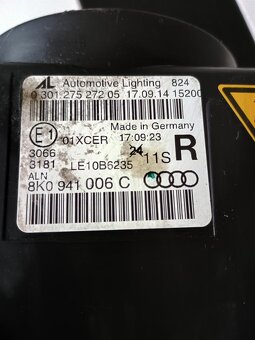 AL Automotive Lighting 824
0 301 275 272 05 17.09.14 15200
Made in Germany
E1 01XCER 17:09:23
3066
3181 LE10B6235 24 11S R
ALN
8K0 941 006 C